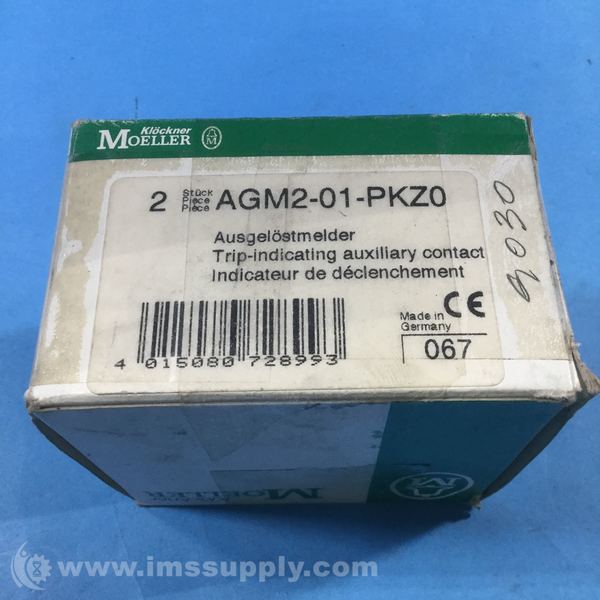 Klöckner
MOELLER
2 Stück Piece Pièce AGM2-01-PKZ0
Ausgelöstmelder
Trip-indicating auxiliary contact
Indicateur de déclenchement
Made in Germany
CE
067
4 015080 728993
9030
MOELLER
www.imssupply.com